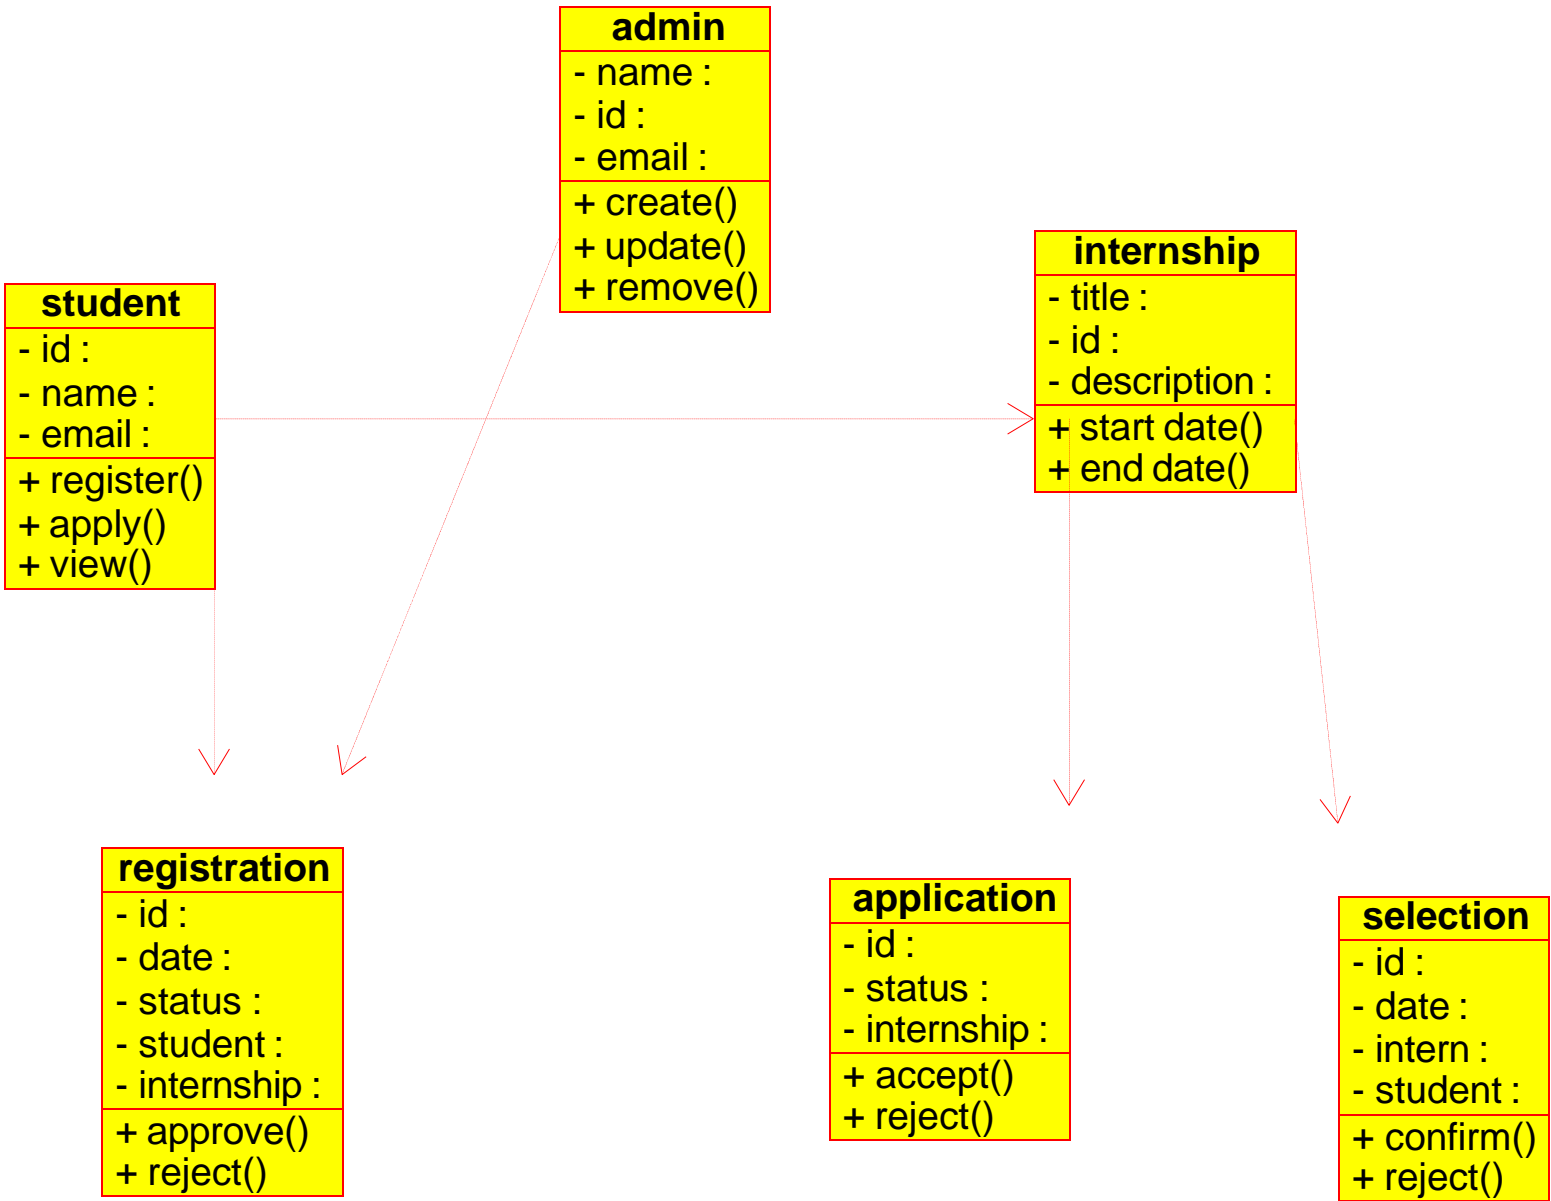 admin
- name :
- id :
- email :
+ create()
+ update()
+ remove()
internship
- title :
- id :
- description :
+ start date()
+ end date()
student
- id :
- name :
- email :
+ register()
+ apply()
+ view()
registration
- id :
- date :
- status :
- student :
- internship :
+ approve()
+ reject()
application
- id :
- status :
- internship :
+ accept()
+ reject()
selection
- id :
- date :
- intern :
- student :
+ confirm()
+ reject()